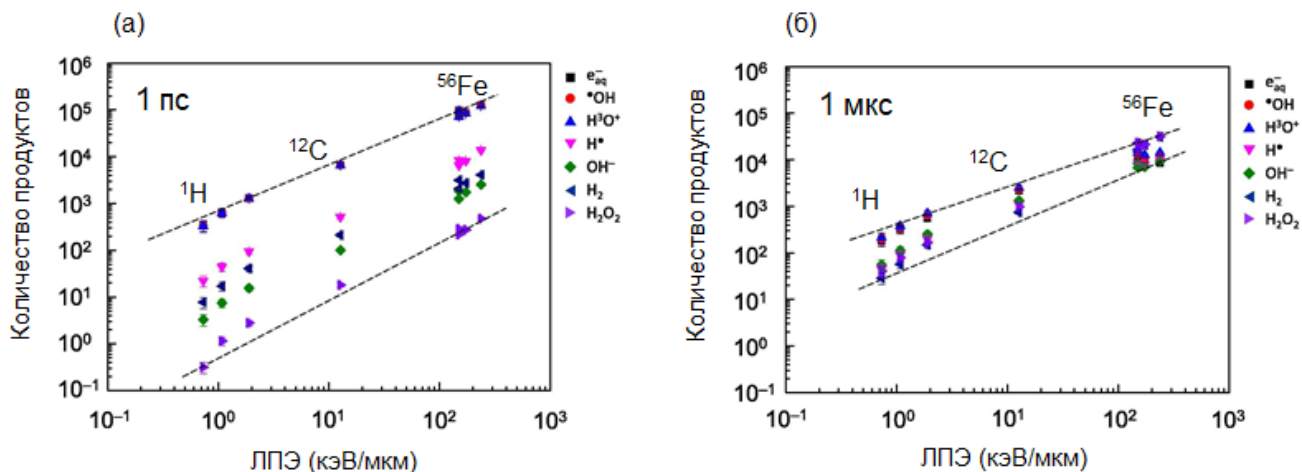 (а)
Количество продуктов
10⁶
10⁵
10⁴
10³
10²
10¹
10⁰
10⁻¹
1 пс
¹H
¹²C
⁵⁶Fe
e⁻aq
•OH
H³O⁺
H•
OH⁻
H₂
H₂O₂
10⁻¹ 10⁰ 10¹ 10² 10³
ЛПЭ (кэВ/мкм)
(б)
Количество продуктов
10⁶
10⁵
10⁴
10³
10²
10¹
10⁰
10⁻¹
1 мкс
¹H
¹²C
⁵⁶Fe
e⁻aq
•OH
H³O⁺
H•
OH⁻
H₂
H₂O₂
10⁻¹ 10⁰ 10¹ 10² 10³
ЛПЭ (кэВ/мкм)